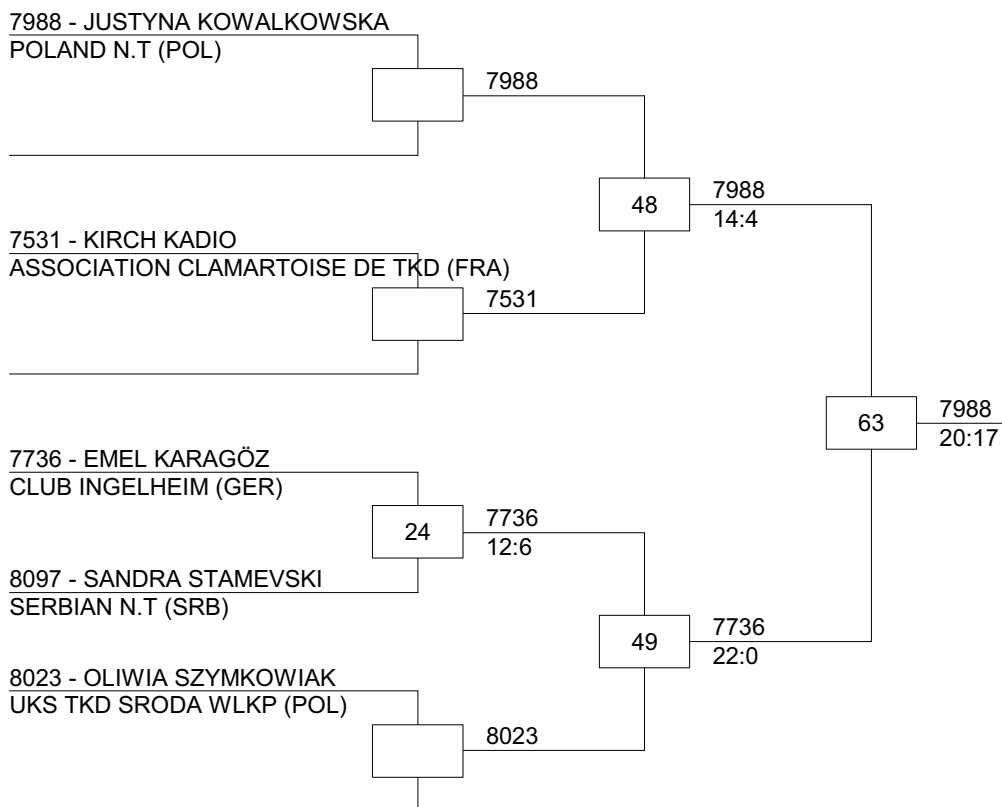 7988 - JUSTYNA KOWALKOWSKA
POLAND N.T (POL)
7988
48
7988
14:4
7531 - KIRCH KADIO
ASSOCIATION CLAMARTOISE DE TKD (FRA)
7531
63
7988
20:17
7736 - EMEL KARAGÖZ
CLUB INGELHEIM (GER)
24
7736
12:6
8097 - SANDRA STAMEVSKI
SERBIAN N.T (SRB)
49
7736
22:0
8023 - OLIWIA SZYMKOWIAK
UKS TKD SRODA WLKP (POL)
8023